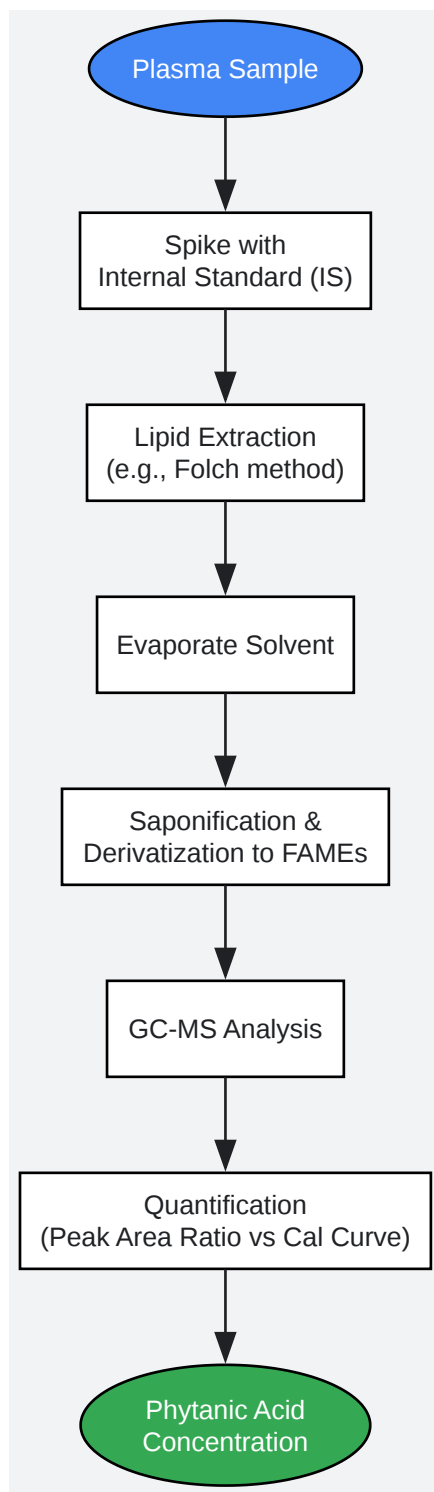 Plasma Sample
Spike with
Internal Standard (IS)
Lipid Extraction
(e.g., Folch method)
Evaporate Solvent
Saponification &
Derivatization to FAMEs
GC-MS Analysis
Quantification
(Peak Area Ratio vs Cal Curve)
Phytanic Acid
Concentration